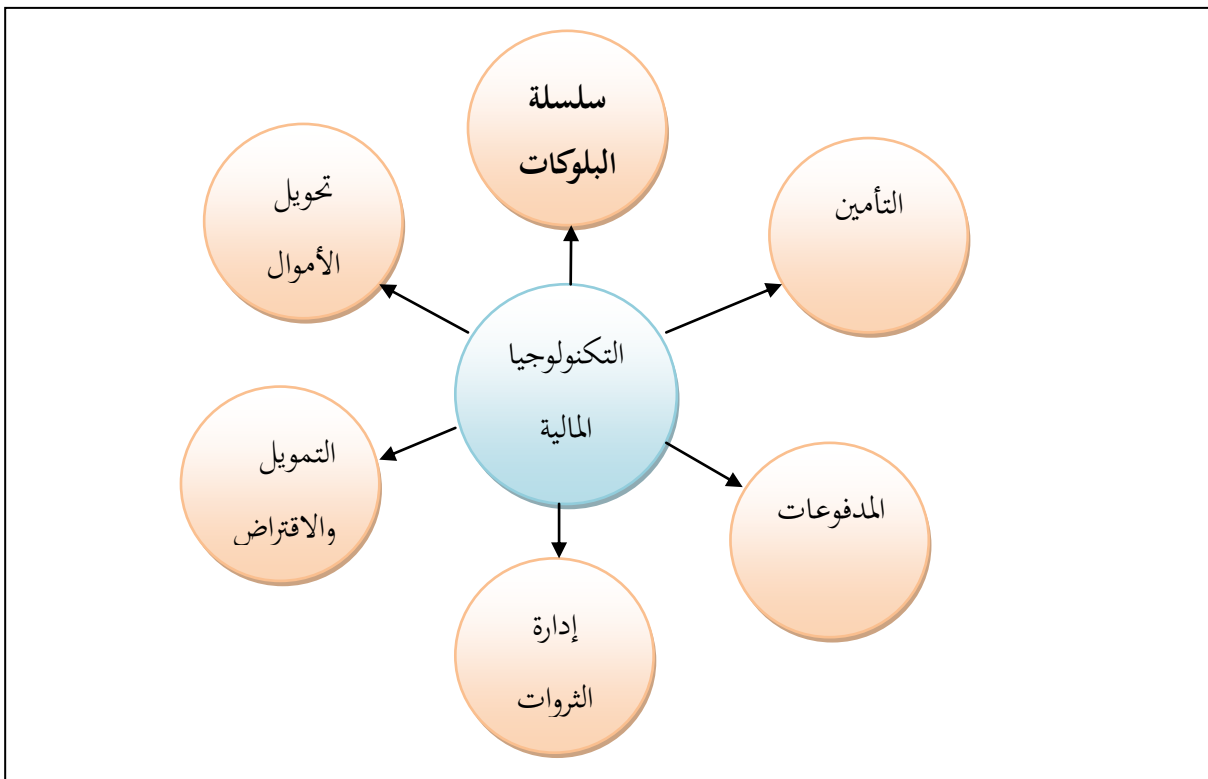 سلسلة
البلوكات
التأمين
تحويل
الأموال
التكنولوجيا
المالية
المدفوعات
التمويل
والاقتراض
إدارة
الثروات